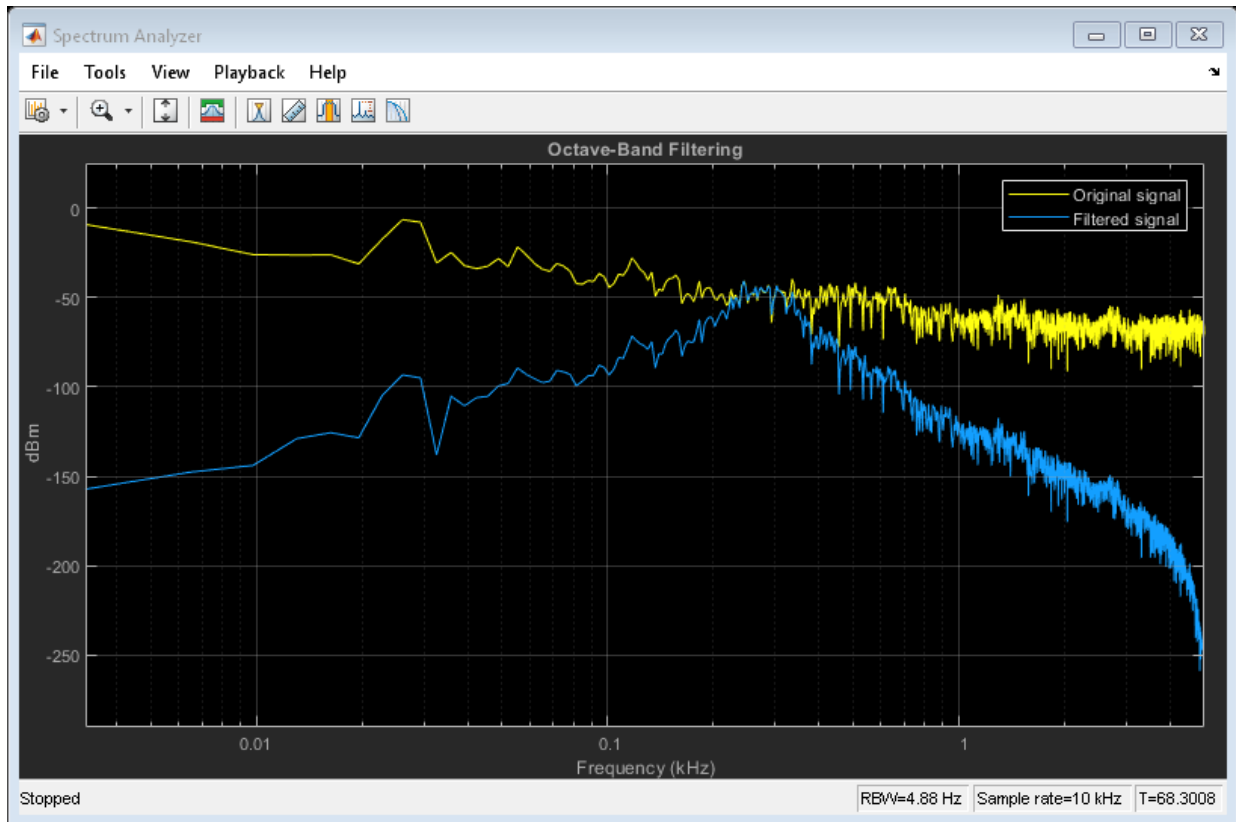 Spectrum Analyzer
File Tools View Playback Help
Octave-Band Filtering
Original signal
Filtered signal
0
-50
-100
-150
-200
-250
dBm
0.01 0.1 1
Frequency (kHz)
Stopped RBW=4.88 Hz Sample rate=10 kHz T=68.3008